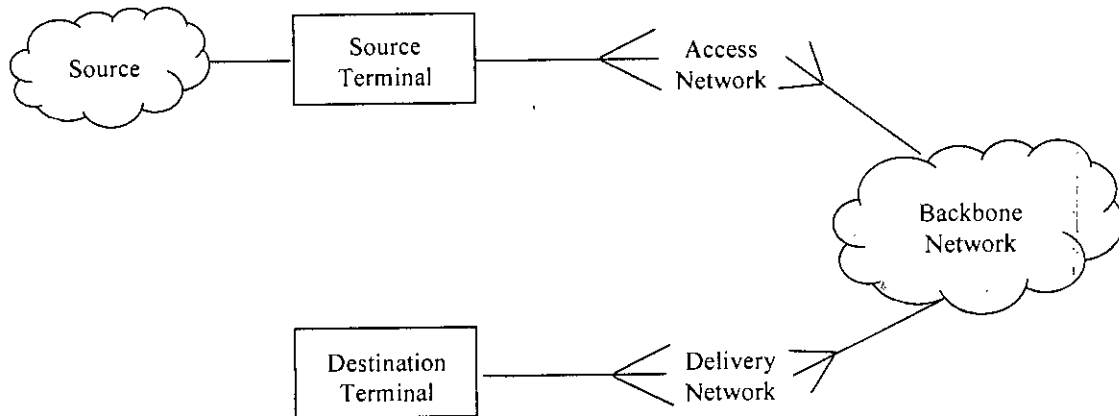 Source
Source
Terminal
Access
Network
Backbone
Network
Destination
Terminal
Delivery
Network